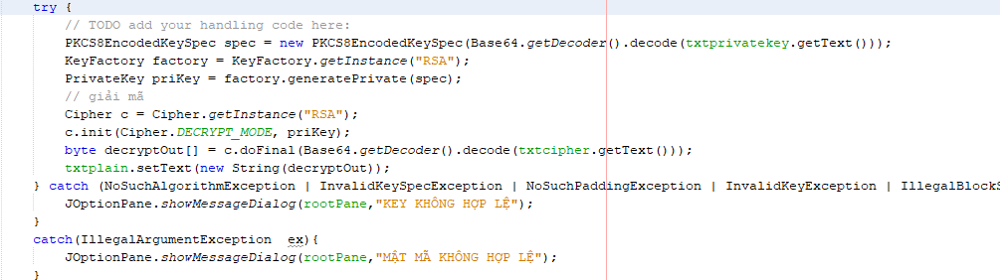 try {
// TODO add your handling code here:
PKCS8EncodedKeySpec spec = new PKCS8EncodedKeySpec(Base64.getDecoder().decode(txtprivatekey.getText()));
KeyFactory factory = KeyFactory.getInstance("RSA");
PrivateKey priKey = factory.generatePrivate(spec);
// giải mã
Cipher c = Cipher.getInstance("RSA");
c.init(Cipher.DECRYPT_MODE, priKey);
byte decryptOut[] = c.doFinal(Base64.getDecoder().decode(txtcipher.getText()));
txtplain.setText(new String(decryptOut));
} catch (NoSuchAlgorithmException | InvalidKeySpecException | NoSuchPaddingException | InvalidKeyException | IllegalBlockS
JOptionPane.showMessageDialog(rootPane,"KEY KHÔNG HỢP LỆ");
}
catch(IllegalArgumentException  ex){
JOptionPane.showMessageDialog(rootPane,"MẬT MÃ KHÔNG HỢP LỆ");
}